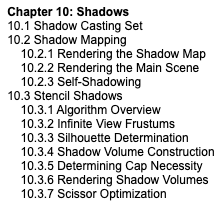 Chapter 10: Shadows
10.1 Shadow Casting Set
10.2 Shadow Mapping
10.2.1 Rendering the Shadow Map
10.2.2 Rendering the Main Scene
10.2.3 Self-Shadowing
10.3 Stencil Shadows
10.3.1 Algorithm Overview
10.3.2 Infinite View Frustums
10.3.3 Silhouette Determination
10.3.4 Shadow Volume Construction
10.3.5 Determining Cap Necessity
10.3.6 Rendering Shadow Volumes
10.3.7 Scissor Optimization